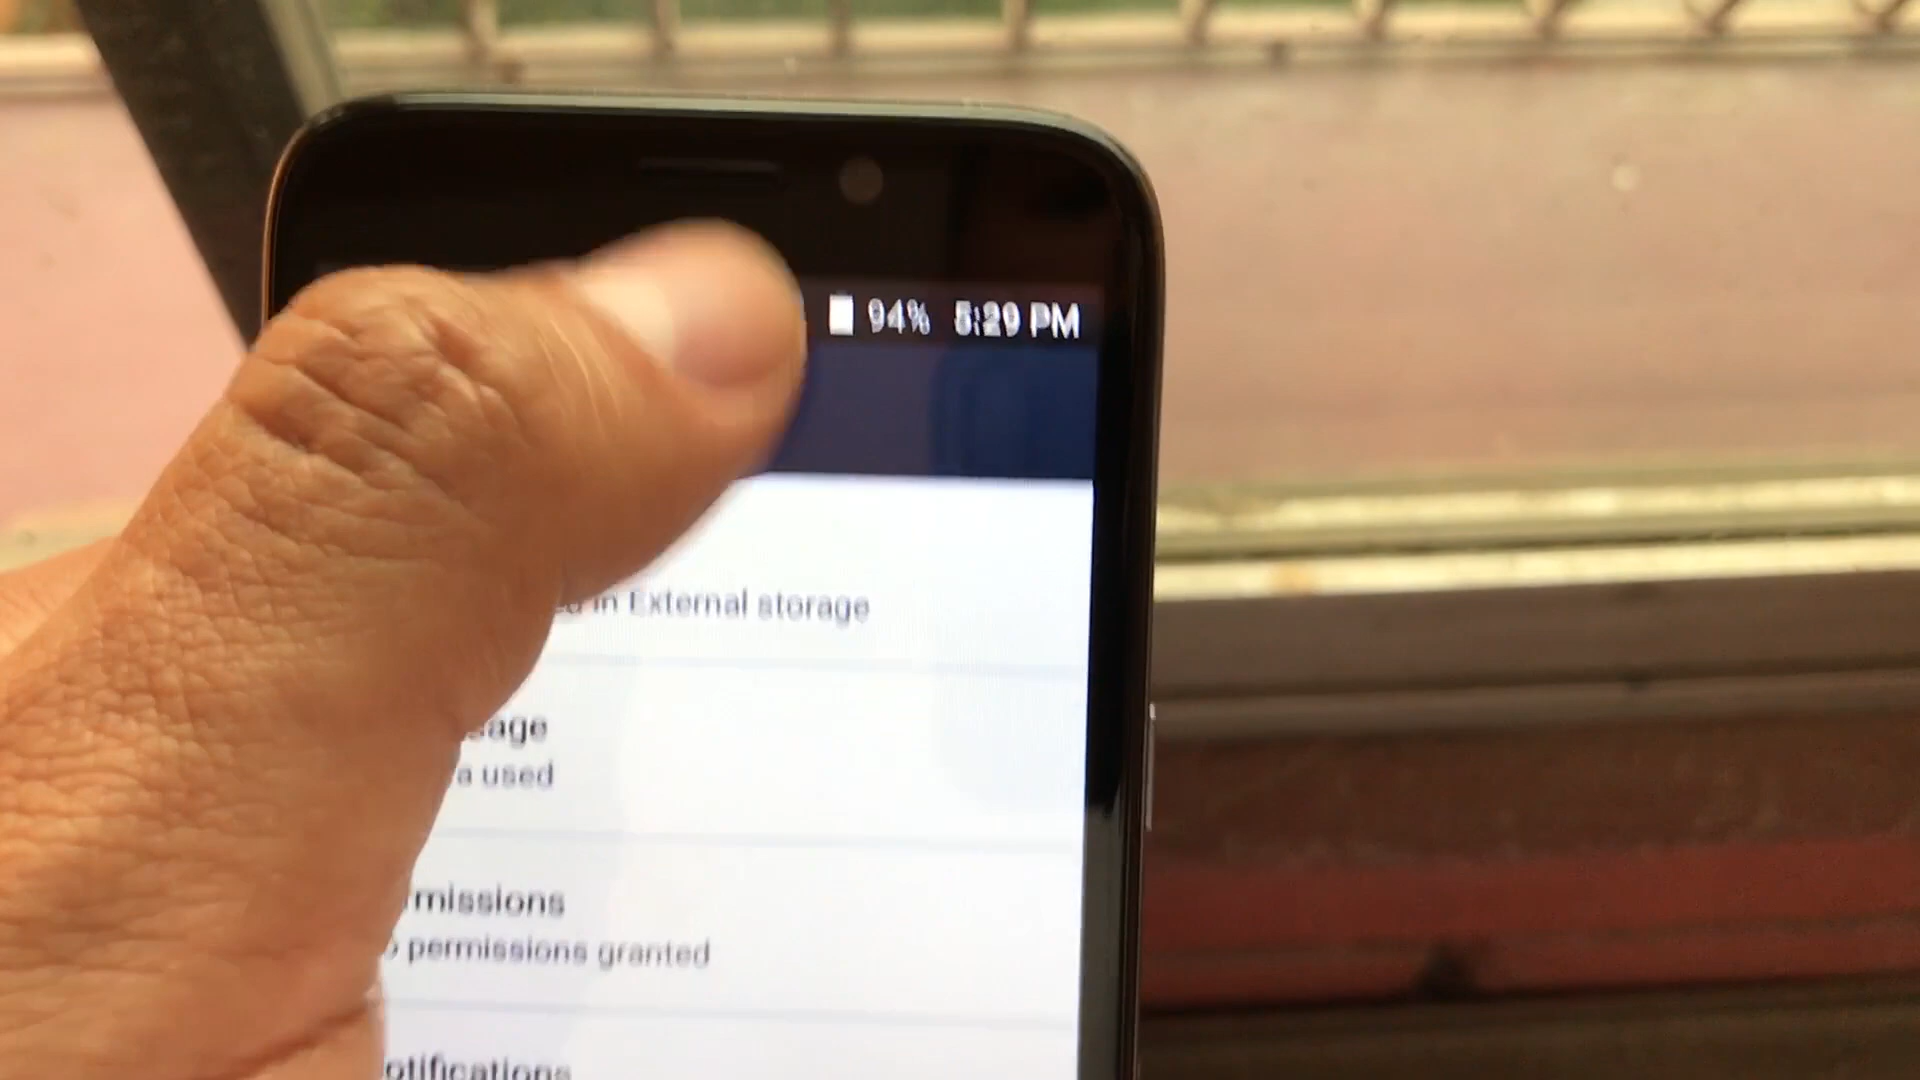 94% 5:29 PM
in External storage
age
a used
missions
permissions granted
otifications